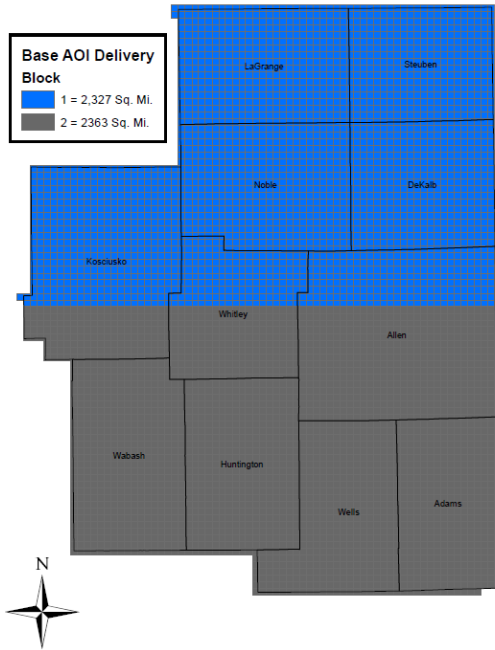 Base AOI Delivery
Block
1 = 2,327 Sq. Mi.
2 = 2363 Sq. Mi.
LaGrange
Steuben
Noble
DeKalb
Kosciusko
Whitley
Allen
Wabash
Huntington
Wells
Adams
N